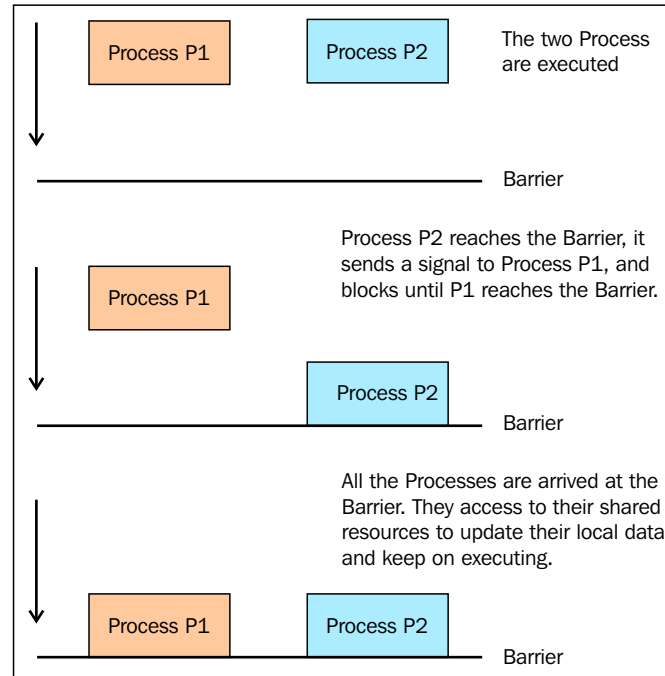 Process P1
Process P2
The two Process
are executed
Barrier
Process P2 reaches the Barrier, it
sends a signal to Process P1, and
blocks until P1 reaches the Barrier.
Process P1
Process P2
Barrier
All the Processes are arrived at the
Barrier. They access to their shared
resources to update their local data
and keep on executing.
Process P1
Process P2
Barrier